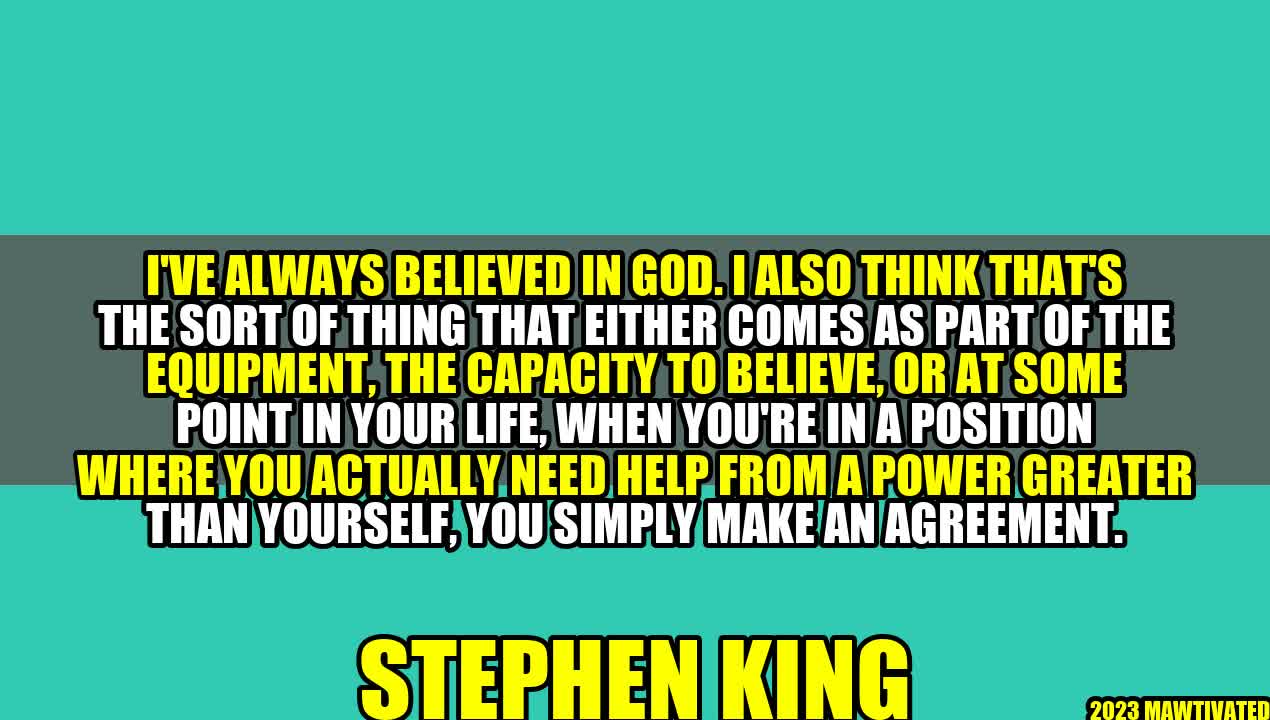 I'VE ALWAYS BELIEVED IN GOD. I ALSO THINK THAT'S
THE SORT OF THING THAT EITHER COMES AS PART OF THE
EQUIPMENT, THE CAPACITY TO BELIEVE, OR AT SOME
POINT IN YOUR LIFE, WHEN YOU'RE IN A POSITION
WHERE YOU ACTUALLY NEED HELP FROM A POWER GREATER
THAN YOURSELF, YOU SIMPLY MAKE AN AGREEMENT.
STEPHEN KING
2023 MAWTIVATED